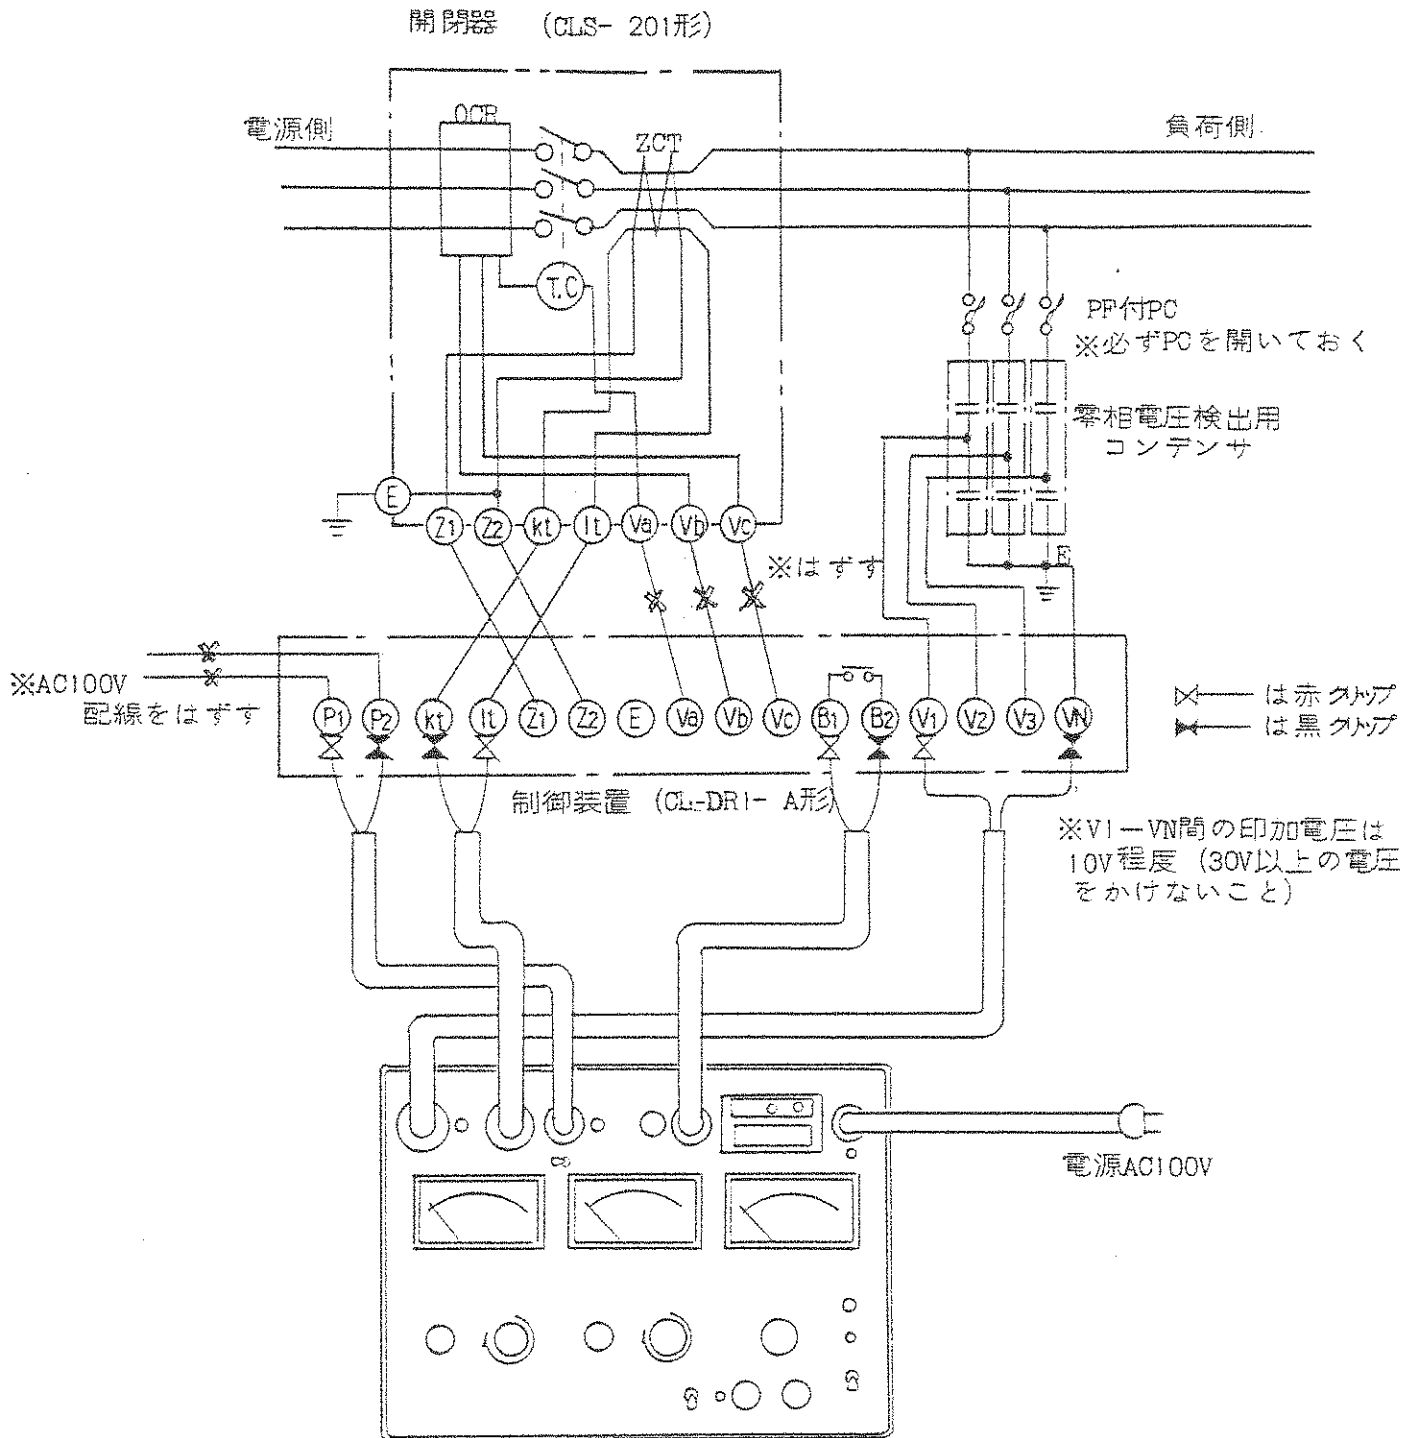 開閉器 (CLS- 201形)
OCR
電源側
ZCT
負荷側
T.C
PF付PC
※必ずPCを開いておく
零相電圧検出用
コンデンサ
E
Z1 Z2 kt lt Va Vb Vc
※はずす
E
※AC100V
配線をはずす
P1 P2 kt lt Z1 Z2 E Va Vb Vc B1 B2 V1 V2 V3 VN
は赤クリップ
は黒クリップ
制御装置 (CL-DR1- A形)
※V1-VN間の印加電圧は
10V程度 (30V以上の電圧
をかけないこと)
電源AC100V